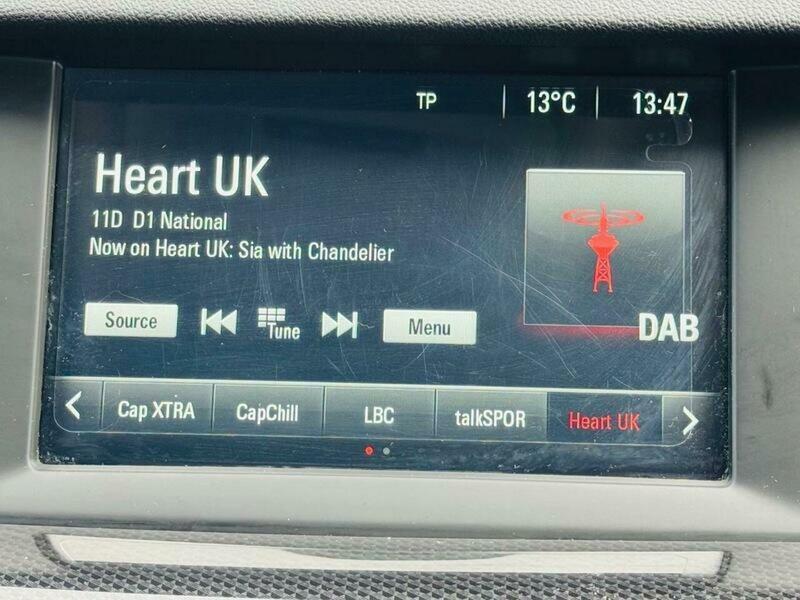 TP 13°C 13:47
Heart UK
11D D1 National
Now on Heart UK: Sia with Chandelier
Source Tune Menu
DAB
Cap XTRA CapChill LBC talkSPOR Heart UK